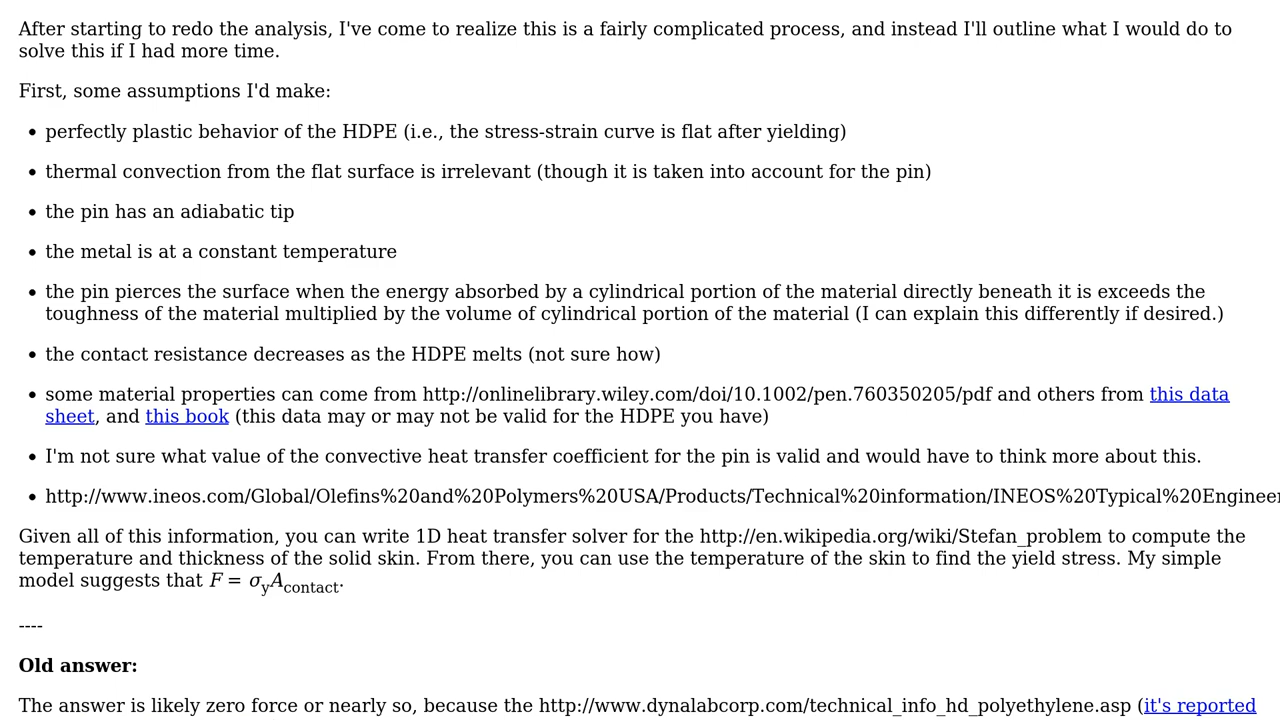 After starting to redo the analysis, I've come to realize this is a fairly complicated process, and instead I'll outline what I would do to
solve this if I had more time.
First, some assumptions I'd make:
• perfectly plastic behavior of the HDPE (i.e., the stress-strain curve is flat after yielding)
• thermal convection from the flat surface is irrelevant (though it is taken into account for the pin)
• the pin has an adiabatic tip
• the metal is at a constant temperature
• the pin pierces the surface when the energy absorbed by a cylindrical portion of the material directly beneath it is exceeds the
toughness of the material multiplied by the volume of cylindrical portion of the material (I can explain this differently if desired.)
• the contact resistance decreases as the HDPE melts (not sure how)
• some material properties can come from http://onlinelibrary.wiley.com/doi/10.1002/pen.760350205/pdf and others from this data
sheet, and this book (this data may or may not be valid for the HDPE you have)
• I'm not sure what value of the convective heat transfer coefficient for the pin is valid and would have to think more about this.
• http://www.ineos.com/Global/Olefins%20and%20Polymers%20USA/Products/Technical%20information/INEOS%20Typical%20Engineer
Given all of this information, you can write 1D heat transfer solver for the http://en.wikipedia.org/wiki/Stefan_problem to compute the
temperature and thickness of the solid skin. From there, you can use the temperature of the skin to find the yield stress. My simple
model suggests that F = σyAcontact.
----
Old answer:
The answer is likely zero force or nearly so, because the http://www.dynalabcorp.com/technical_info_hd_polyethylene.asp (it's reported